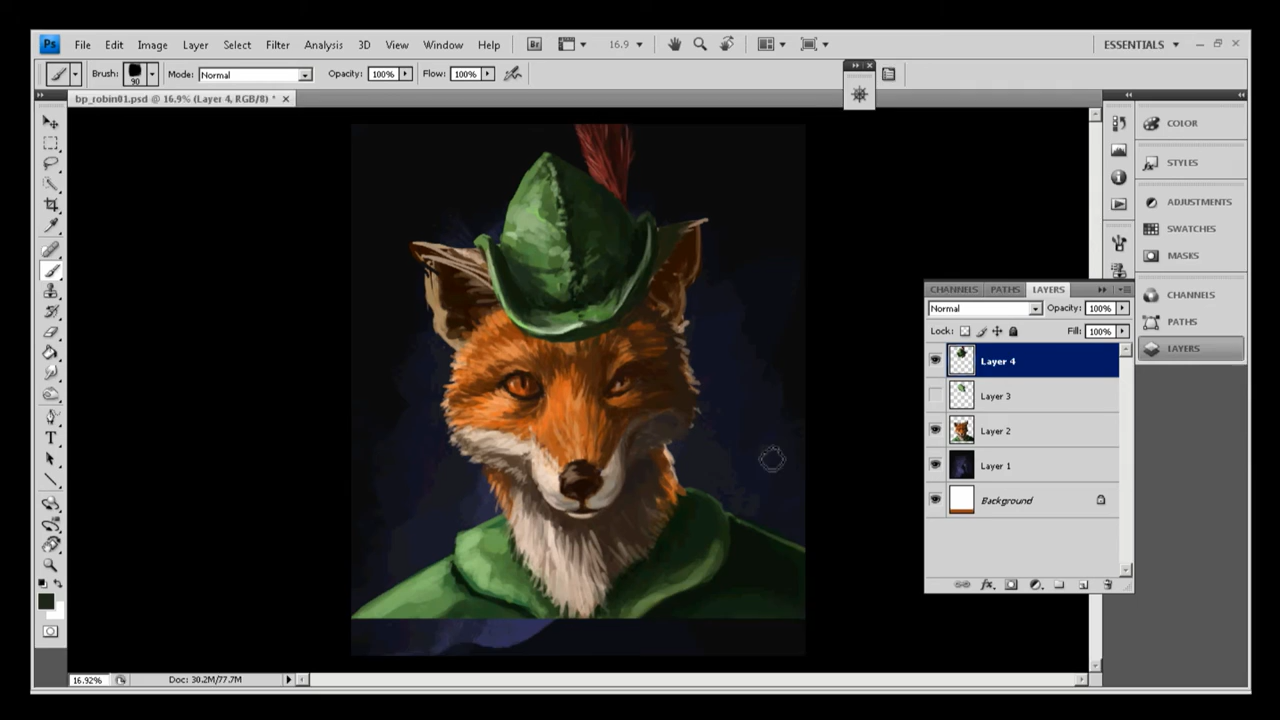 Ps File Edit Image Layer Select Filter Analysis 3D View Window Help Br 16.9 ESSENTIALS
Brush: 90 Mode: Normal Opacity: 100% Flow: 100%
bp_robin01.psd @ 16.9% (Layer 4, RGB/8) *
COLOR
STYLES
ADJUSTMENTS
SWATCHES
MASKS
CHANNELS
PATHS
LAYERS
CHANNELS PATHS LAYERS
Normal Opacity: 100%
Lock: Fill: 100%
Layer 4
Layer 3
Layer 2
Layer 1
Background
fx
T
16.92% Doc: 30.2M/77.7M